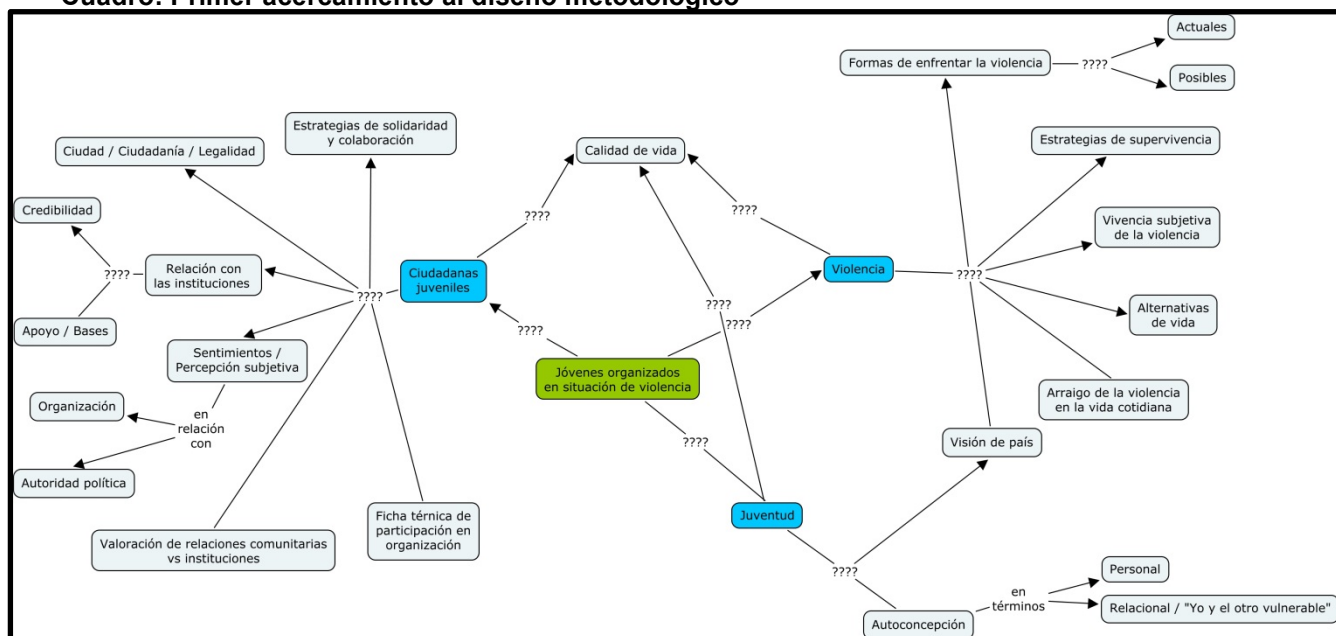 Cuadro: Primer acercamiento al diseño metodológico
Actuales
Formas de enfrentar la violencia
????
Posibles
Estrategias de solidaridad
y colaboración
Ciudad / Ciudadanía / Legalidad
Calidad de vida
Estrategias de supervivencia
Credibilidad
????
????
Vivencia subjetiva
de la violencia
????
Relación con
las instituciones
Ciudadanas
juveniles
Violencia
????
????
????
????
????
Apoyo / Bases
Alternativas
de vida
Sentimientos /
Percepción subjetiva
Jóvenes organizados
en situación de violencia
Organización
en
relación
con
Arraigo de la violencia
en la vida cotidiana
????
Visión de país
Autoridad política
Ficha térnica de
participación en
organización
Juventud
Valoración de relaciones comunitarias
vs instituciones
????
Personal
en
términos
Relacional / "Yo y el otro vulnerable"
Autoconcepción